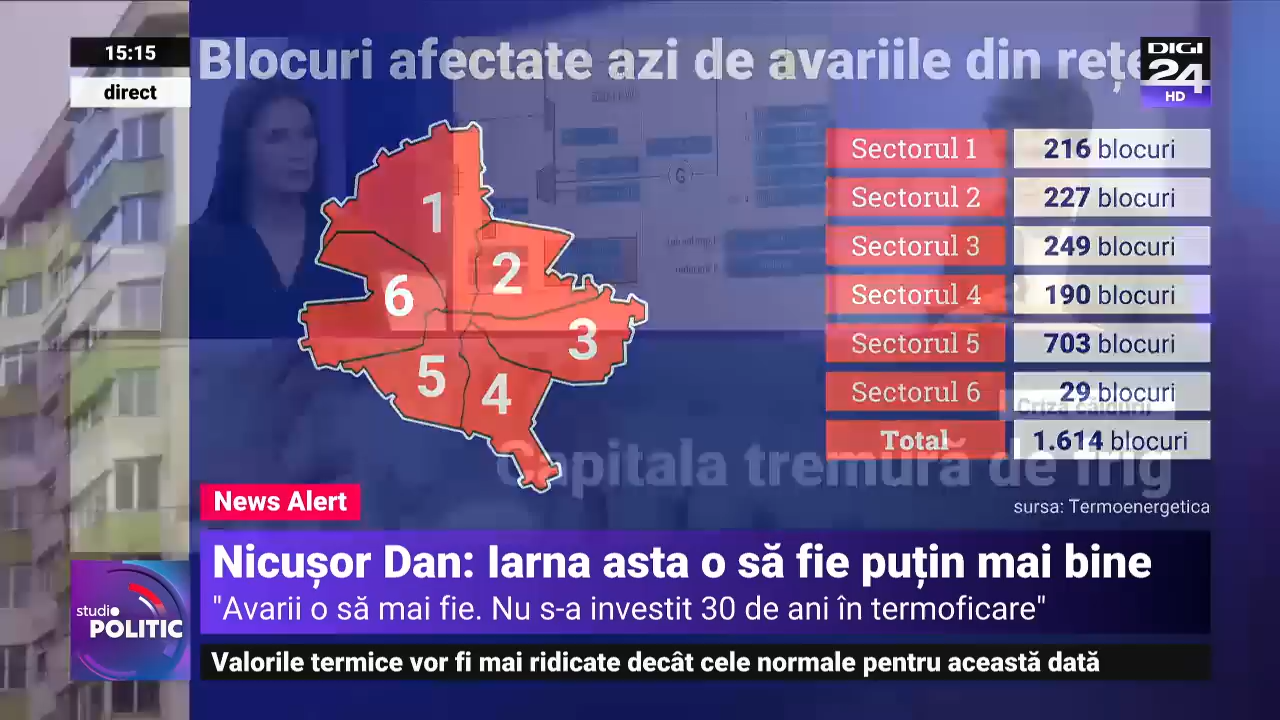 15:15
direct
Blocuri afectate azi de avariile din rețe
DIGI
24
HD
Sectorul 1 216 blocuri
Sectorul 2 227 blocuri
Sectorul 3 249 blocuri
Sectorul 4 190 blocuri
Sectorul 5 703 blocuri
Sectorul 6 29 blocuri
Total 1.614 blocuri
1
2
6
3
5
4
G
Criza căldurii
Capitala tremură de frig
sursa: Termoenergetica
News Alert
Nicușor Dan: Iarna asta o să fie puțin mai bine
"Avarii o să mai fie. Nu s-a investit 30 de ani în termoficare"
studio
POLITIC
Valorile termice vor fi mai ridicate decât cele normale pentru această dată